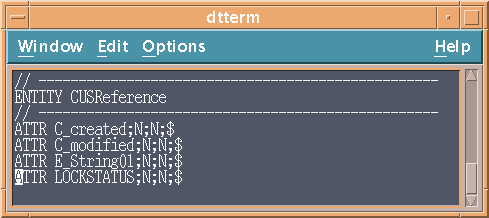 dtterm
Window Edit Options Help
// --------------------------------------------------
ENTITY CUSReference
// --------------------------------------------------
ATTR C_created;N;N;$
ATTR C_modified;N;N;$
ATTR E_String01;N;N;$
ATTR LOCKSTATUS;N;N;$